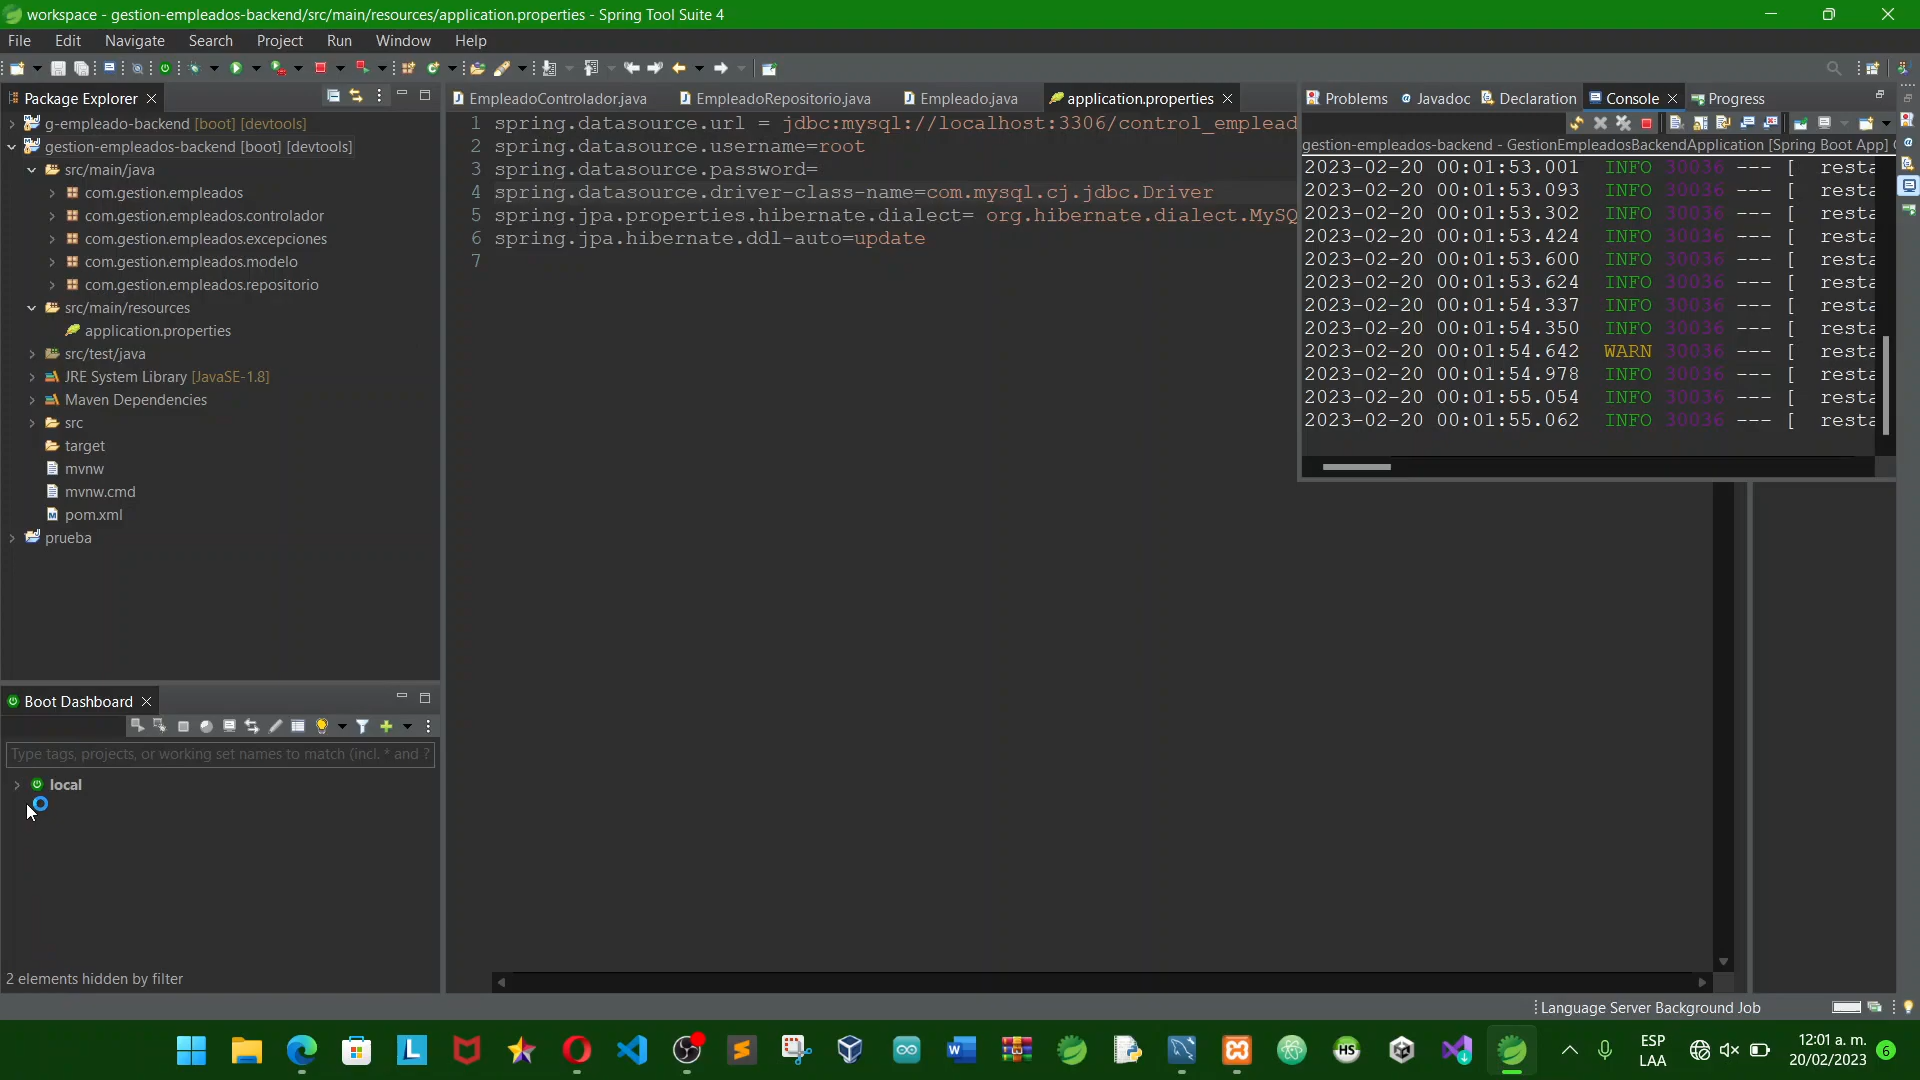 workspace - gestion-empleados-backend/src/main/resources/application.properties - Spring Tool Suite 4
File Edit Navigate Search Project Run Window Help
Package Explorer
g-empleado-backend [boot] [devtools]
gestion-empleados-backend [boot] [devtools]
src/main/java
com.gestion.empleados
com.gestion.empleados.controlador
com.gestion.empleados.excepciones
com.gestion.empleados.modelo
com.gestion.empleados.repositorio
src/main/resources
application.properties
src/test/java
JRE System Library [JavaSE-1.8]
Maven Dependencies
src
target
mvnw
mvnw.cmd
pom.xml
prueba
Boot Dashboard
Type tags, projects, or working set names to match (incl. * and ?
local
2 elements hidden by filter
EmpleadoControlador.java EmpleadoRepositorio.java Empleado.java application.properties
1 spring.datasource.url = jdbc:mysql://localhost:3306/control_emplead
2 spring.datasource.username=root
3 spring.datasource.password=
4 spring.datasource.driver-class-name=com.mysql.cj.jdbc.Driver
5 spring.jpa.properties.hibernate.dialect= org.hibernate.dialect.MySQ
6 spring.jpa.hibernate.ddl-auto=update
7
Problems Javadoc Declaration Console Progress
gestion-empleados-backend - GestionEmpleadosBackendApplication [Spring Boot App]
2023-02-20 00:01:53.001 INFO 30036 --- [ resta
2023-02-20 00:01:53.093 INFO 30036 --- [ resta
2023-02-20 00:01:53.302 INFO 30036 --- [ resta
2023-02-20 00:01:53.424 INFO 30036 --- [ resta
2023-02-20 00:01:53.600 INFO 30036 --- [ resta
2023-02-20 00:01:53.624 INFO 30036 --- [ resta
2023-02-20 00:01:54.337 INFO 30036 --- [ resta
2023-02-20 00:01:54.350 INFO 30036 --- [ resta
2023-02-20 00:01:54.642 WARN 30036 --- [ resta
2023-02-20 00:01:54.978 INFO 30036 --- [ resta
2023-02-20 00:01:55.054 INFO 30036 --- [ resta
2023-02-20 00:01:55.062 INFO 30036 --- [ resta
Language Server Background Job
L
HS
ESP
LAA
12:01 a. m.
20/02/2023
6